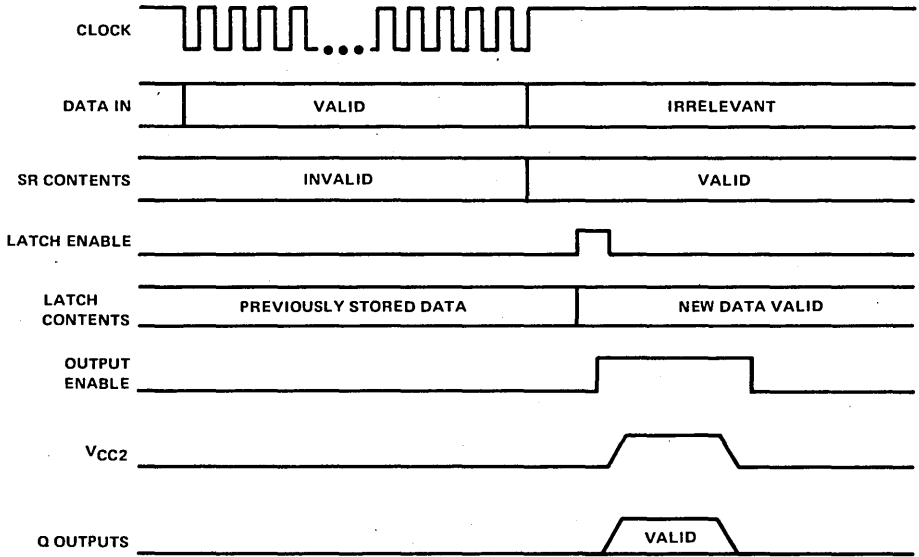 CLOCK
DATA IN
VALID
IRRELEVANT
SR CONTENTS
INVALID
VALID
LATCH ENABLE
LATCH
CONTENTS
PREVIOUSLY STORED DATA
NEW DATA VALID
OUTPUT
ENABLE
VCC2
Q OUTPUTS
VALID